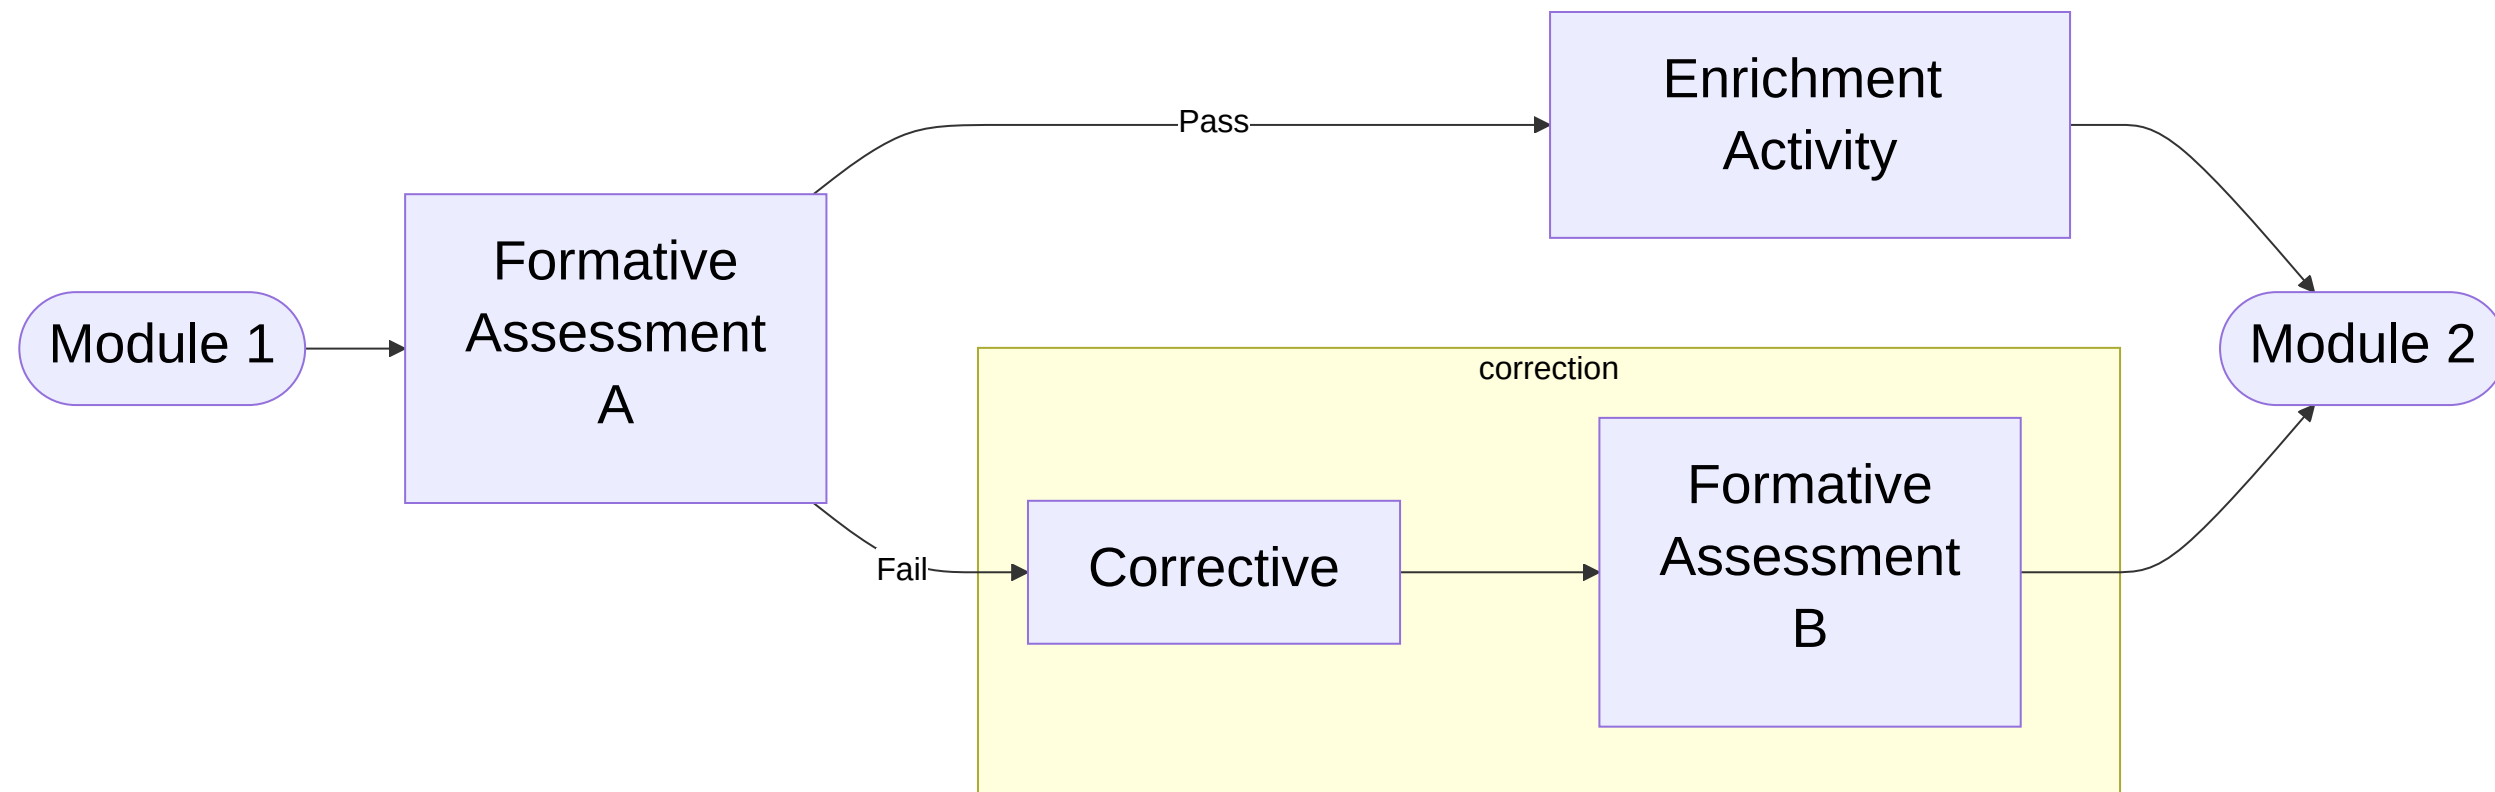 Module 1
Formative
Assessment
A
Pass
Enrichment
Activity
Fail
correction
Corrective
Formative
Assessment
B
Module 2